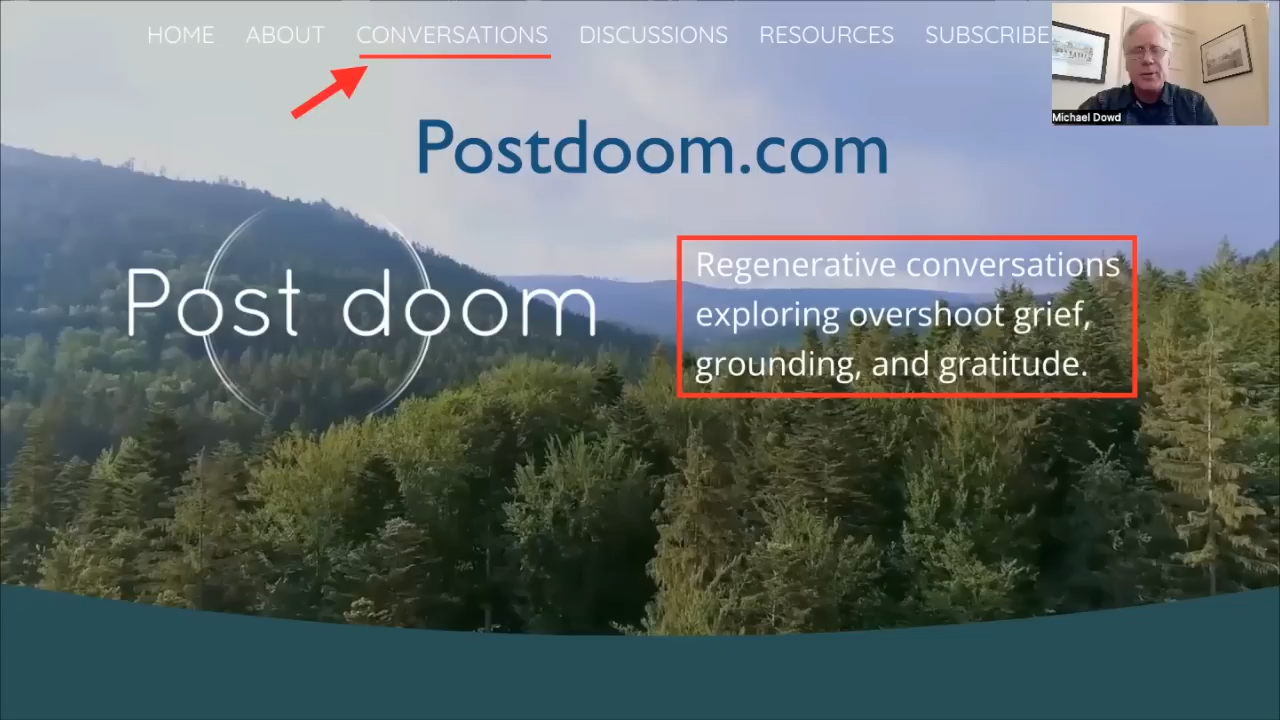 HOME ABOUT CONVERSATIONS DISCUSSIONS RESOURCES SUBSCRIBE
Michael Dowd
Postdoom.com
Post doom
Regenerative conversations
exploring overshoot grief,
grounding, and gratitude.